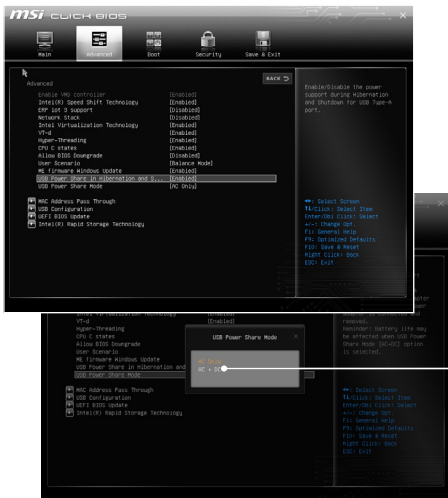 msi CLICK BIOS
Main
Advanced
Boot
Security
Save & Exit
BACK
Advanced
Enable VMD controller [Enabled]
Intel(R) Speed Shift Technology [Enabled]
ERP Lot 3 support [Disabled]
Network Stack [Disabled]
Intel Virtualization Technology [Enabled]
VT-d [Enabled]
Hyper-Threading [Enabled]
CPU C states [Enabled]
Allow BIOS Downgrade [Disabled]
User Scenario [Balance Mode]
ME firmware Windows Update [Enabled]
USB Power Share in Hibernation and S... [Enabled]
USB Power Share Mode [AC Only]
MAC Address Pass Through
USB Configuration
UEFI BIOS Update
Intel(R) Rapid Storage Technology
Enable/Disable the power
support during Hibernation
and Shutdown for USB Type-A
port.
: Select Screen
/Click: Select Item
Enter/Dbl Click: Select
+/-: Change Opt.
F1: General Help
F9: Optimized Defaults
F10: Save & Reset
Right Click: Back
ESC: Exit
Intel Virtualization Technology [Enabled]
VT-d [Enabled]
Hyper-Threading
CPU C states
Allow BIOS Downgrade
User Scenario
ME firmware Windows Update
USB Power Share in Hibernation and
USB Power Share Mode
MAC Address Pass Through
USB Configuration
UEFI BIOS Update
Intel(R) Rapid Storage Technology
USB Power Share Mode
AC Only
AC + DC
removed.
Reminder: Battery life may
be affected when USB Power
Share Mode [AC+DC] option
is selected.
: Select Screen
/Click: Select Item
Enter/Dbl Click: Select
+/-: Change Opt.
F1: General Help
F9: Optimized Defaults
F10: Save & Reset
Right Click: Back
ESC: Exit